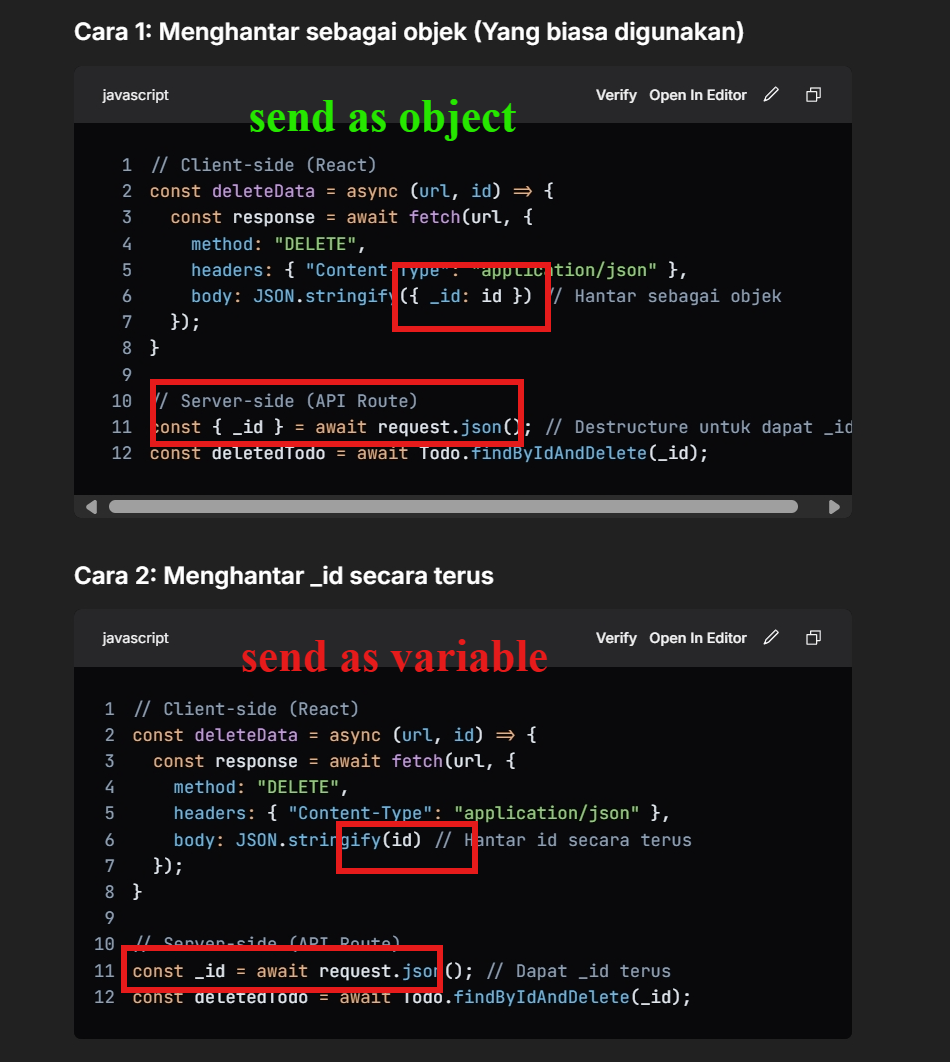 Cara 1: Menghantar sebagai objek (Yang biasa digunakan)
javascript Verify Open In Editor
send as object
1 // Client-side (React)
2 const deleteData = async (url, id) => {
3 const response = await fetch(url, {
4 method: "DELETE",
5 headers: { "Content-Type": "application/json" },
6 body: JSON.stringify({ _id: id }) // Hantar sebagai objek
7 });
8 }
9
10 // Server-side (API Route)
11 const { _id } = await request.json(); // Destructure untuk dapat _id
12 const deletedTodo = await Todo.findByIdAndDelete(_id);
Cara 2: Menghantar _id secara terus
javascript Verify Open In Editor
send as variable
1 // Client-side (React)
2 const deleteData = async (url, id) => {
3 const response = await fetch(url, {
4 method: "DELETE",
5 headers: { "Content-Type": "application/json" },
6 body: JSON.stringify(id) // Hantar id secara terus
7 });
8 }
9
10 // Server-side (API Route)
11 const _id = await request.json(); // Dapat _id terus
12 const deletedTodo = await Todo.findByIdAndDelete(_id);